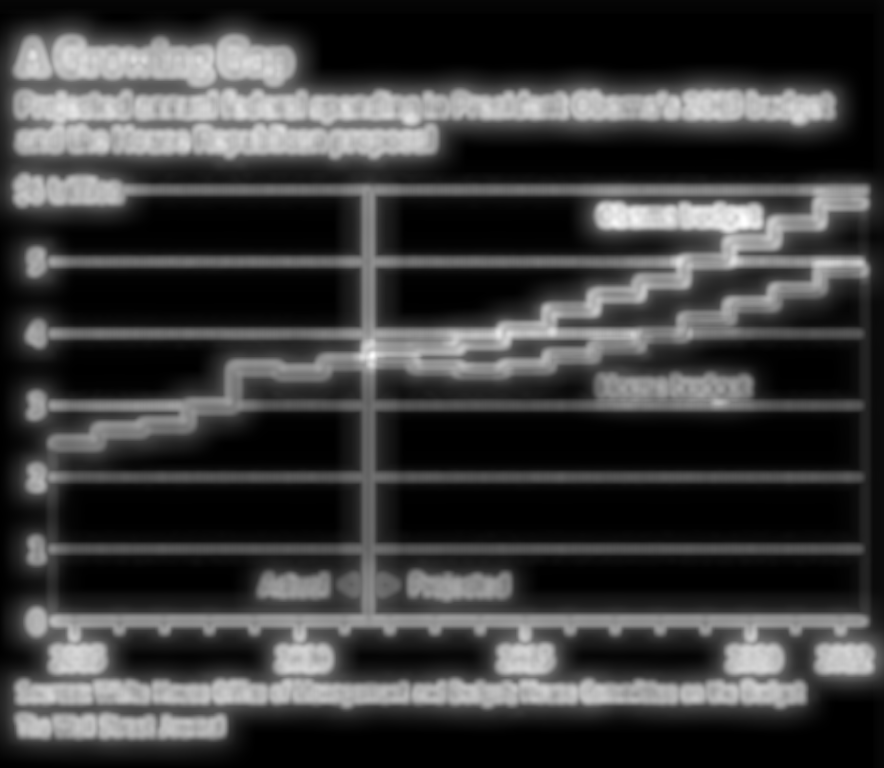 A Growing Gap
Projected annual federal spending in President Obama's 2013 budget
and the House Republican proposal
trillion
Obama budget
5
4
3
budget
2
1
Actual Projected
0
2005 2010 2015 2020 2022
Sources: White House Office of Management and Budget; House Committee on the Budget
The Wall Street Journal